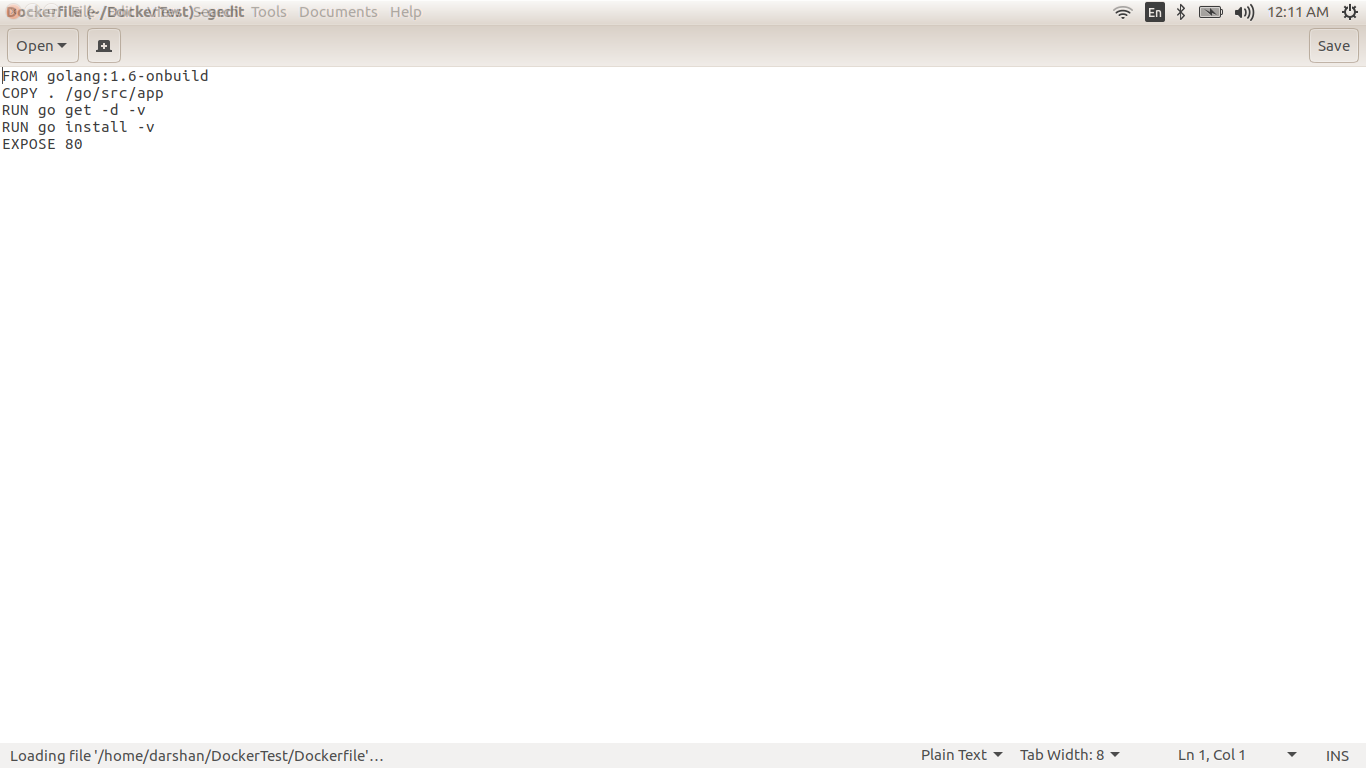 Dockerfile (~/DockerTest) - gedit Tools Documents Help
En 12:11 AM
Open Save
FROM golang:1.6-onbuild
COPY . /go/src/app
RUN go get -d -v
RUN go install -v
EXPOSE 80
Loading file '/home/darshan/DockerTest/Dockerfile'… Plain Text Tab Width: 8 Ln 1, Col 1 INS